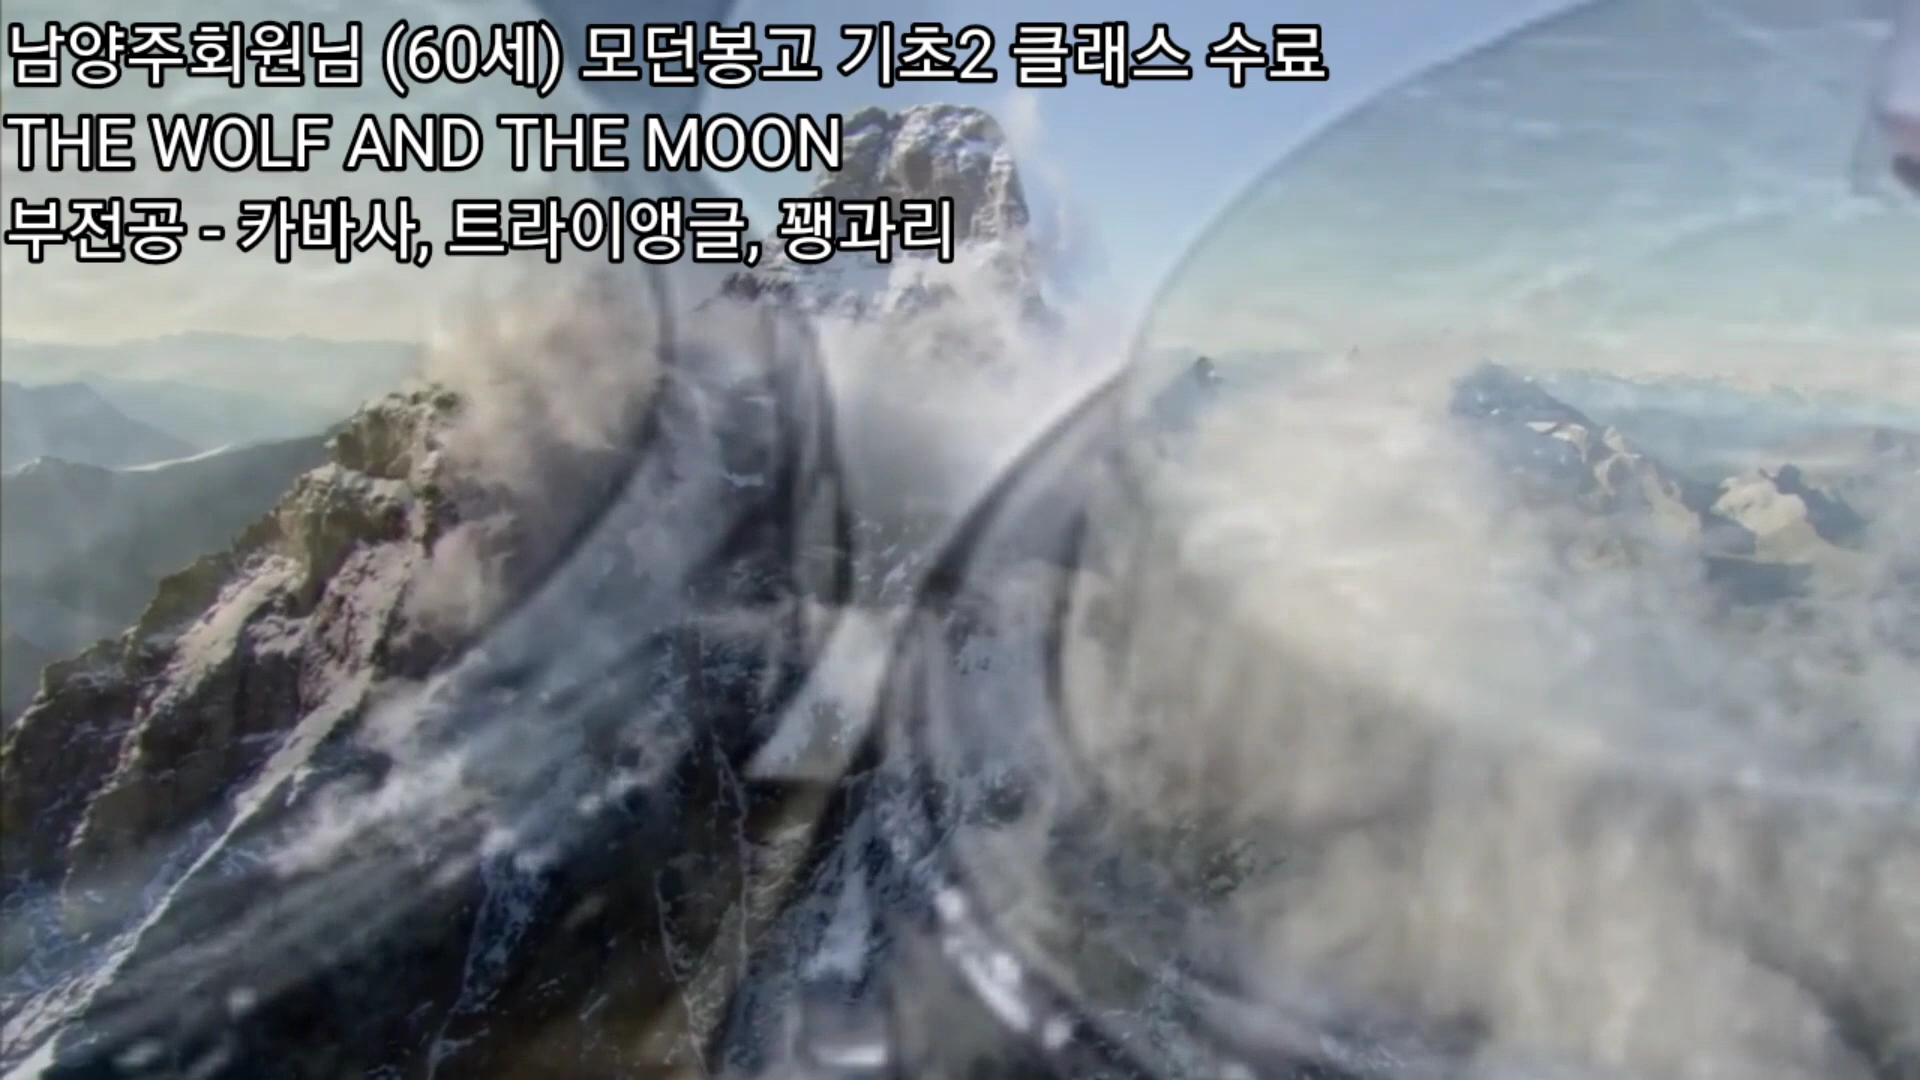 남양주회원님 (60세) 모던봉고 기초2 클래스 수료
THE WOLF AND THE MOON
부전공 - 카바사, 트라이앵글, 꽹과리